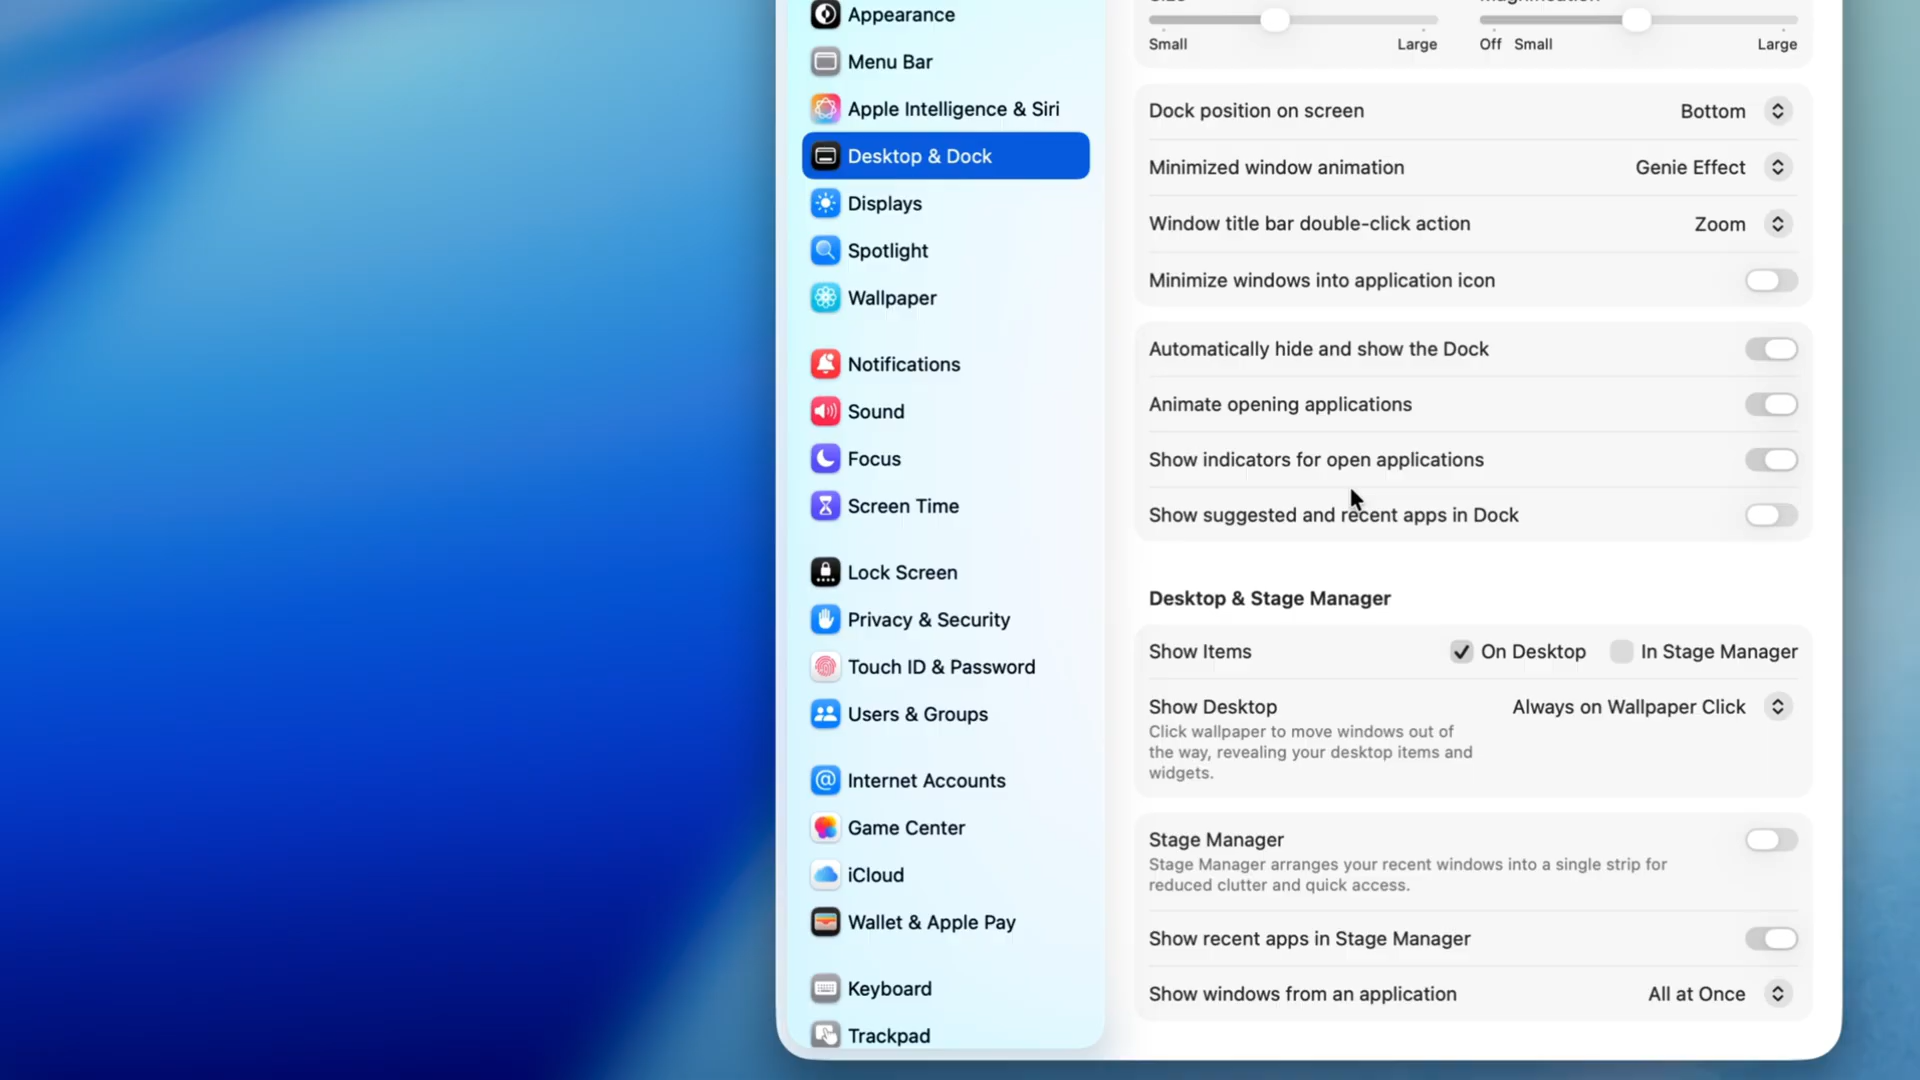 Appearance
Menu Bar
Apple Intelligence & Siri
Desktop & Dock
Displays
Spotlight
Wallpaper
Notifications
Sound
Focus
Screen Time
Lock Screen
Privacy & Security
Touch ID & Password
Users & Groups
Internet Accounts
Game Center
iCloud
Wallet & Apple Pay
Keyboard
Trackpad
Small Large Off Small Large
Dock position on screen Bottom
Minimized window animation Genie Effect
Window title bar double-click action Zoom
Minimize windows into application icon
Automatically hide and show the Dock
Animate opening applications
Show indicators for open applications
Show suggested and recent apps in Dock
Desktop & Stage Manager
Show Items On Desktop In Stage Manager
Show Desktop Always on Wallpaper Click
Click wallpaper to move windows out of
the way, revealing your desktop items and
widgets.
Stage Manager
Stage Manager arranges your recent windows into a single strip for
reduced clutter and quick access.
Show recent apps in Stage Manager
Show windows from an application All at Once